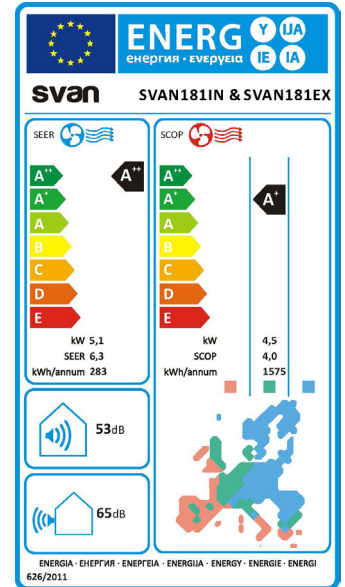 ENERG Y IJA
енергия · ενεργεια IE IA
svan SVAN181IN & SVAN181EX
SEER SCOP
A++ A++ A++
A+ A+ A+
A A
B B
C C
D D
E E
kW 5,1 kW 4,5
SEER 6,3 SCOP 4,0
kWh/annum 283 kWh/annum 1575
53dB
65dB
ENERGIA · ЕНЕРГИЯ · ΕΝΕΡΓΕΙΑ · ENERGIJA · ENERGY · ENERGIE · ENERGI
626/2011